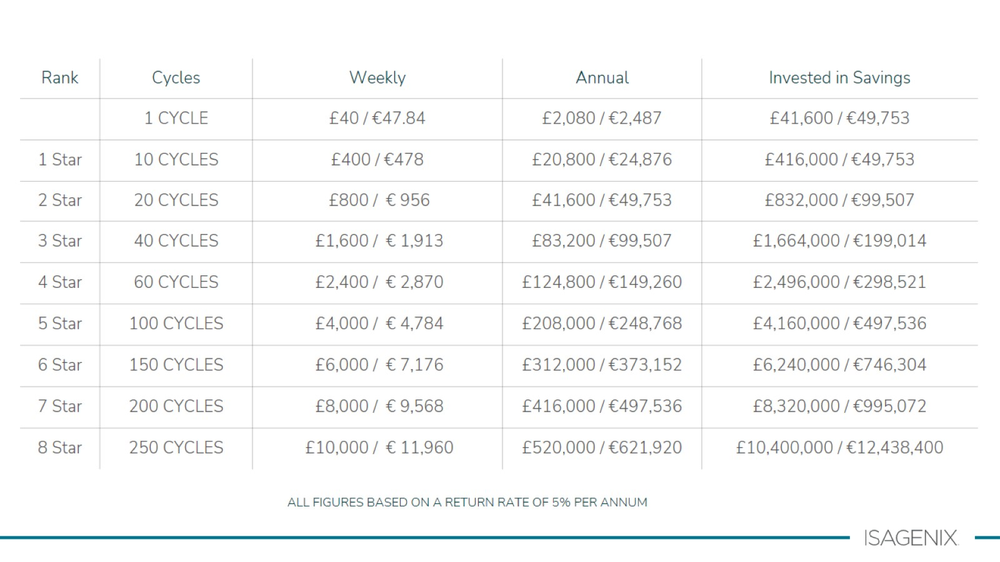 Rank Cycles Weekly Annual Invested in Savings
1 CYCLE £40 / €47.84 £2,080 / €2,487 £41,600 / €49,753
1 Star 10 CYCLES £400 / €478 £20,800 / €24,876 £416,000 / €49,753
2 Star 20 CYCLES £800 / € 956 £41,600 / €49,753 £832,000 / €99,507
3 Star 40 CYCLES £1,600 / € 1,913 £83,200 / €99,507 £1,664,000 / €199,014
4 Star 60 CYCLES £2,400 / € 2,870 £124,800 / €149,260 £2,496,000 / €298,521
5 Star 100 CYCLES £4,000 / € 4,784 £208,000 / €248,768 £4,160,000 / €497,536
6 Star 150 CYCLES £6,000 / € 7,176 £312,000 / €373,152 £6,240,000 / €746,304
7 Star 200 CYCLES £8,000 / € 9,568 £416,000 / €497,536 £8,320,000 / €995,072
8 Star 250 CYCLES £10,000 / € 11,960 £520,000 / €621,920 £10,400,000 / €12,438,400
ALL FIGURES BASED ON A RETURN RATE OF 5% PER ANNUM
ISAGENIX